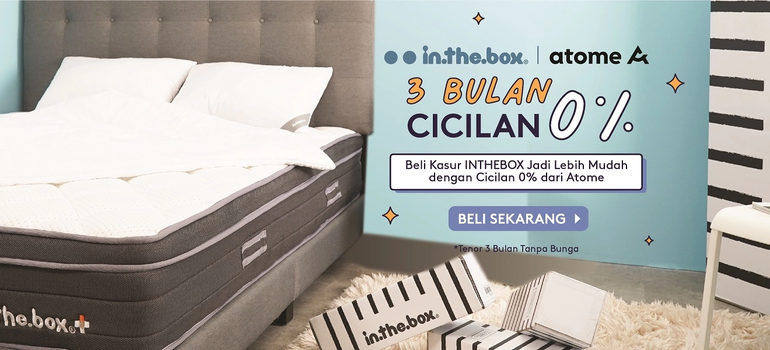 in.the.box. | atome A
3 BULAN
CICILAN 0%
Beli Kasur INTHEBOX Jadi Lebih Mudah
dengan Cicilan 0% dari Atome
BELI SEKARANG
*Tenor 3 Bulan Tanpa Bunga
the.box.+
in.the.box.